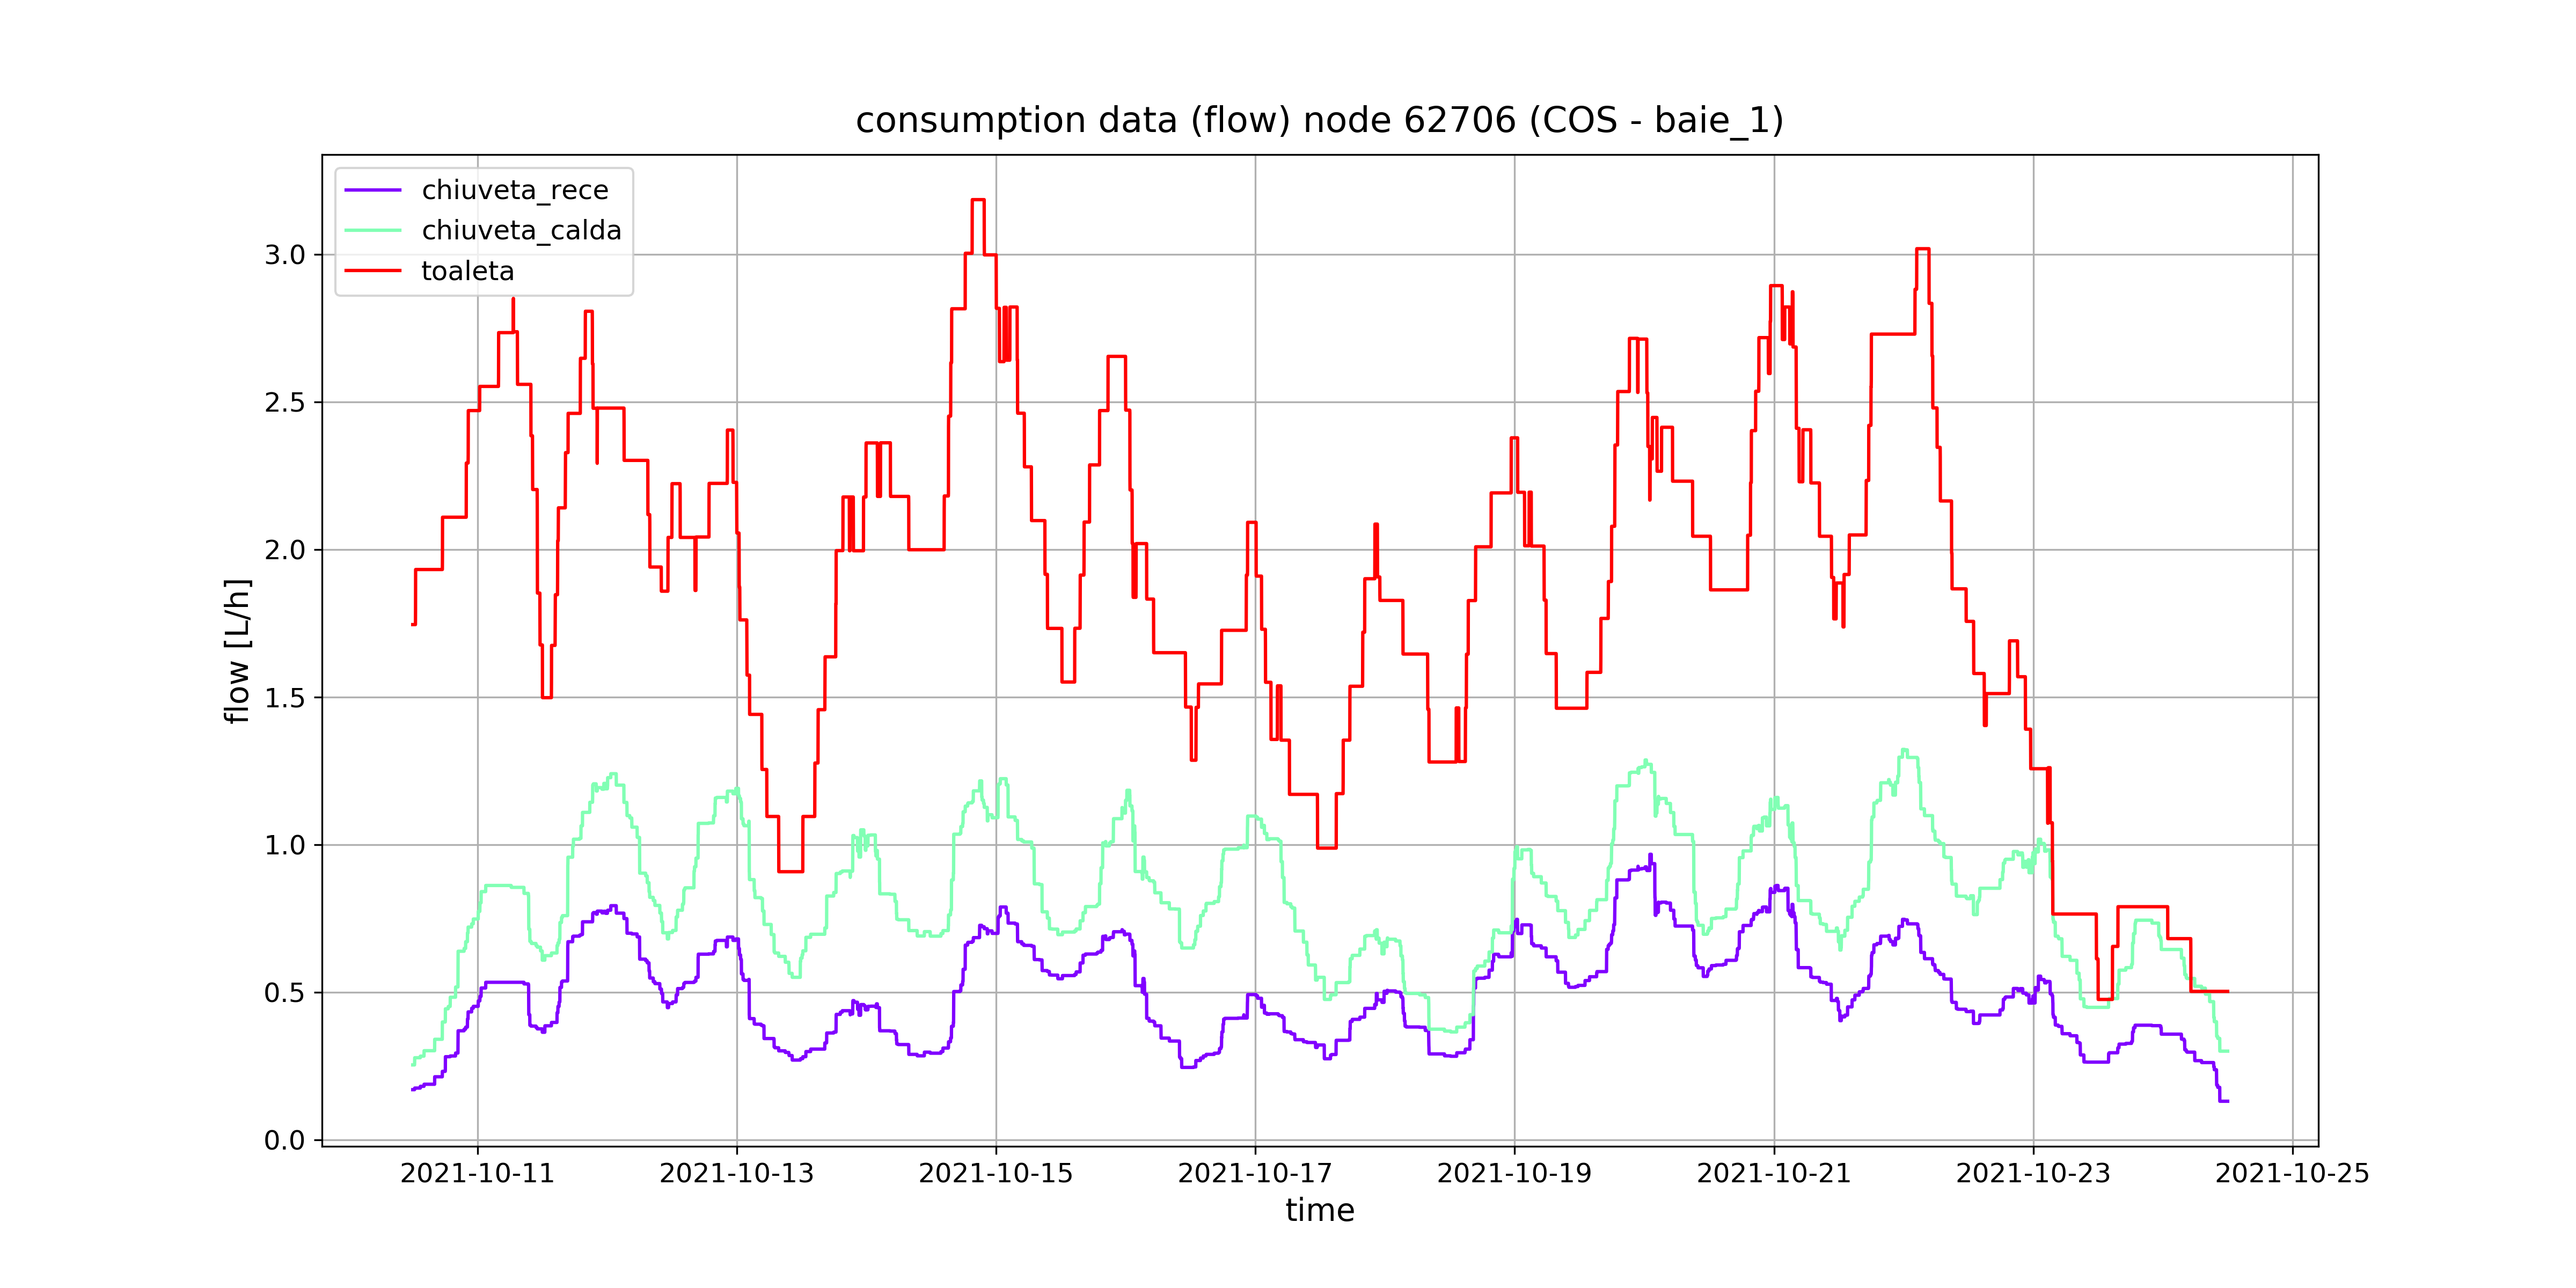 consumption data (flow) node 62706 (COS - baie_1)
chiuveta_rece
chiuveta_calda
toaleta
flow [L/h]
3.0
2.5
2.0
1.5
1.0
0.5
0.0
2021-10-11 2021-10-13 2021-10-15 2021-10-17 2021-10-19 2021-10-21 2021-10-23 2021-10-25
time